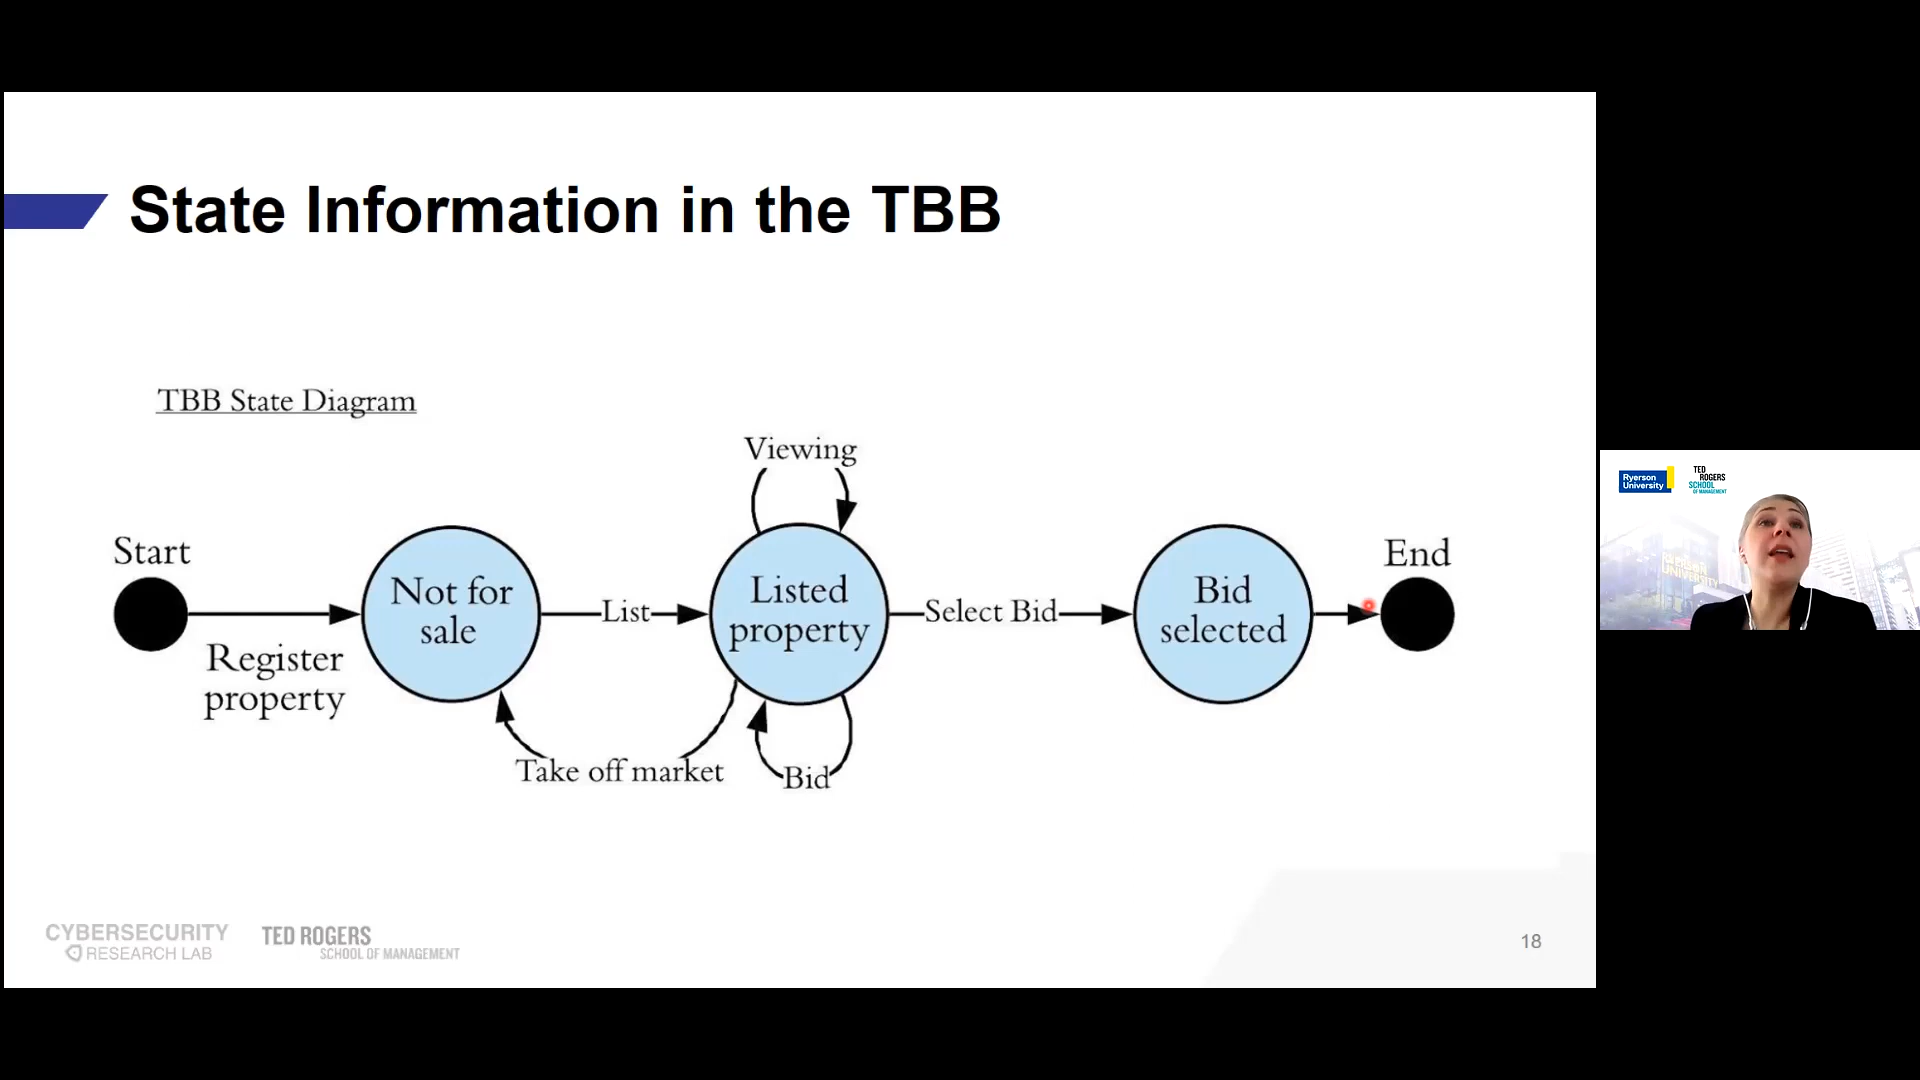 State Information in the TBB
TBB State Diagram
Viewing
Start
Not for
sale
List
Listed
property
Select Bid
Bid
selected
End
Register
property
Take off market
Bid
CYBERSECURITY
RESEARCH LAB
TED ROGERS
SCHOOL OF MANAGEMENT
18
Ryerson
University
TED
ROGERS
SCHOOL
OF MANAGEMENT